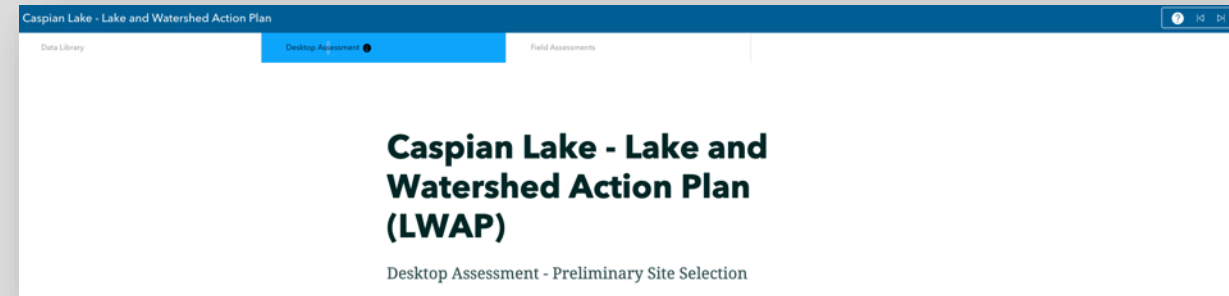 Caspian Lake - Lake and Watershed Action Plan
Data Library
Desktop Assessment
Field Assessments
Caspian Lake - Lake and
Watershed Action Plan
(LWAP)
Desktop Assessment - Preliminary Site Selection